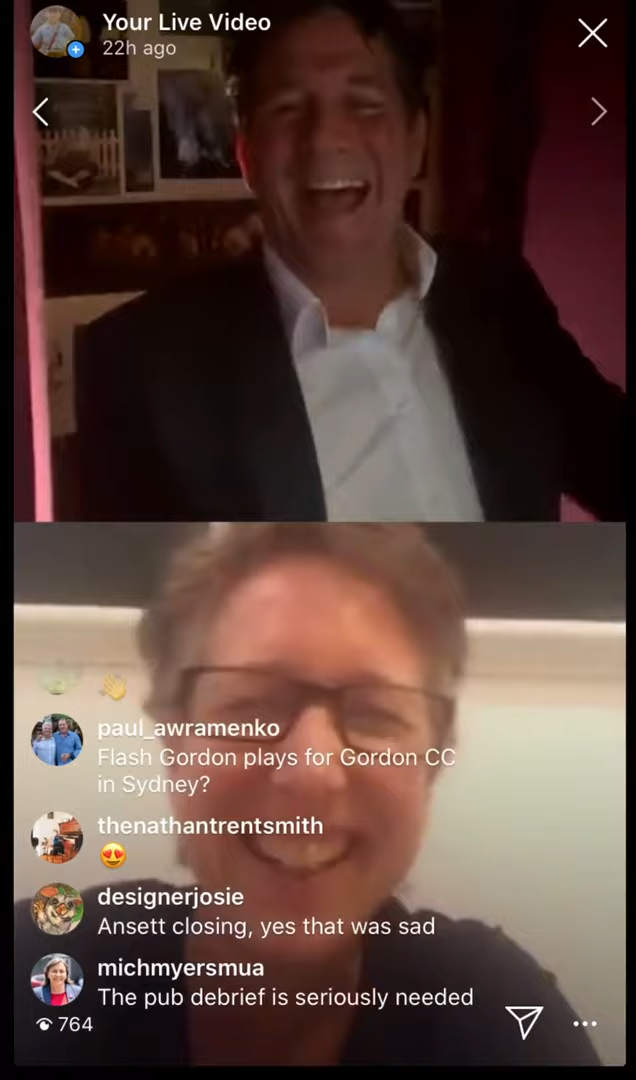 Your Live Video
22h ago
paul_awramenko
Flash Gordon plays for Gordon CC
in Sydney?
thenathantrentsmith
😍
designerjosie
Ansett closing, yes that was sad
michmyersmua
The pub debrief is seriously needed
764